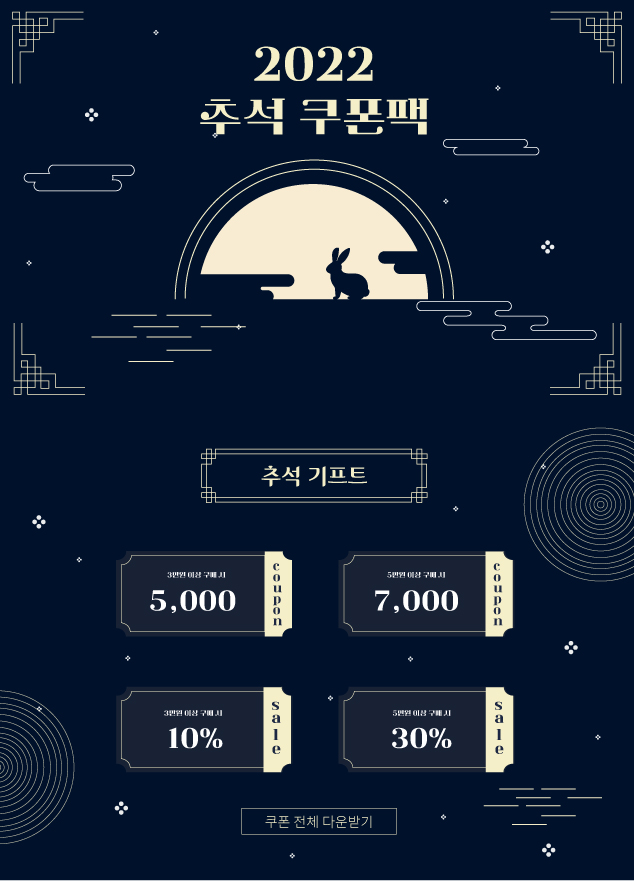 2022
추석 쿠폰팩
추석 기프트
3만원 이상 구매 시
5,000
coupon
5만원 이상 구매 시
7,000
coupon
3만원 이상 구매 시
10%
sale
5만원 이상 구매 시
30%
sale
쿠폰 전체 다운받기